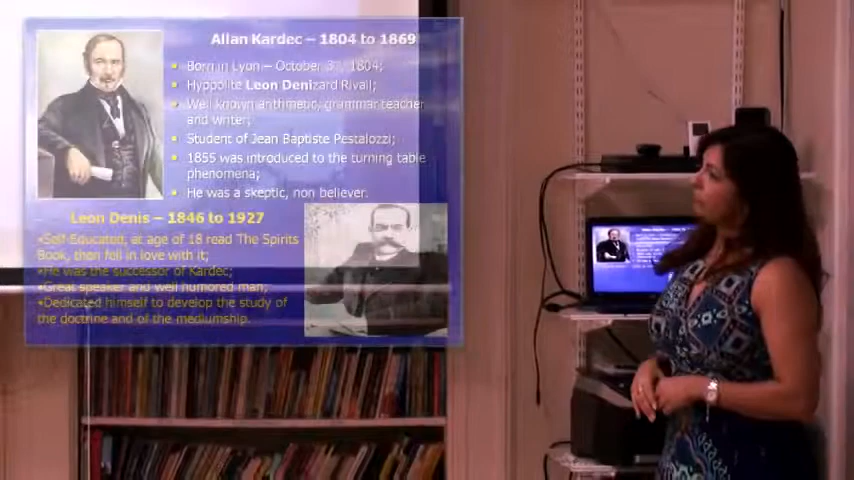 Allan Kardec – 1804 to 1869
Born in Lyon – October 3, 1804;
Hyppolite Leon Denizard Rivail;
Well known arithmetic, grammar teacher
and writer;
Student of Jean Baptiste Pestalozzi;
1855 was introduced to the turning table
phenomena;
He was a skeptic, non believer.
Leon Denis – 1846 to 1927
•Self-Educated, at age of 18 read The Spirits
Book, then fell in love with it;
•He was the successor of Kardec;
•Great speaker and well humored man;
•Dedicated himself to develop the study of
the doctrine and of the mediumship.